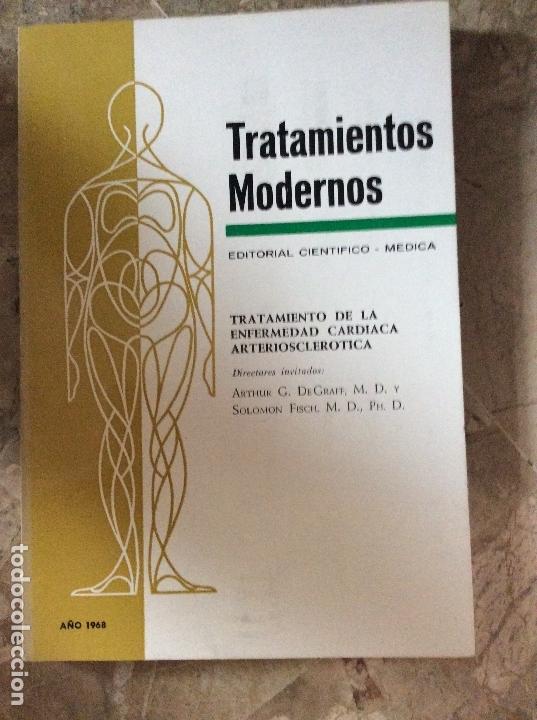 Tratamientos
Modernos
EDITORIAL CIENTIFICO - MEDICA
TRATAMIENTO DE LA
ENFERMEDAD CARDIACA
ARTERIOSCLEROTICA
Directores invitados:
ARTHUR G. DEGRAFF, M. D. Y
SOLOMON FISCH, M. D., PH. D.
AÑO 1968
todocoleccion